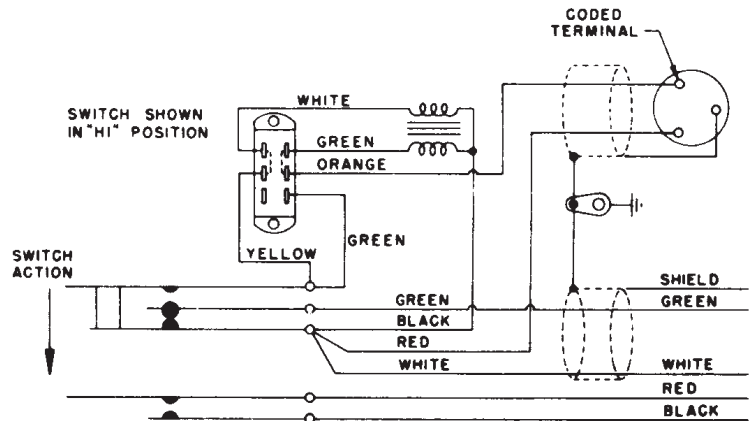 GODED
TERMINAL
WHITE
SWITCH SHOWN
IN "HI" POSITION
GREEN
ORANGE
YELLOW
GREEN
SWITCH
ACTION
SHIELD
GREEN
GREEN
BLACK
RED
WHITE
WHITE
RED
BLACK